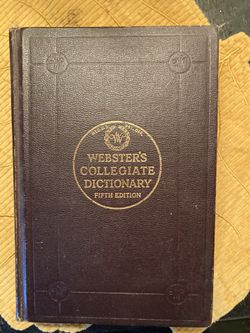 WEBSTER'S
COLLEGIATE
DICTIONARY
FIFTH EDITION